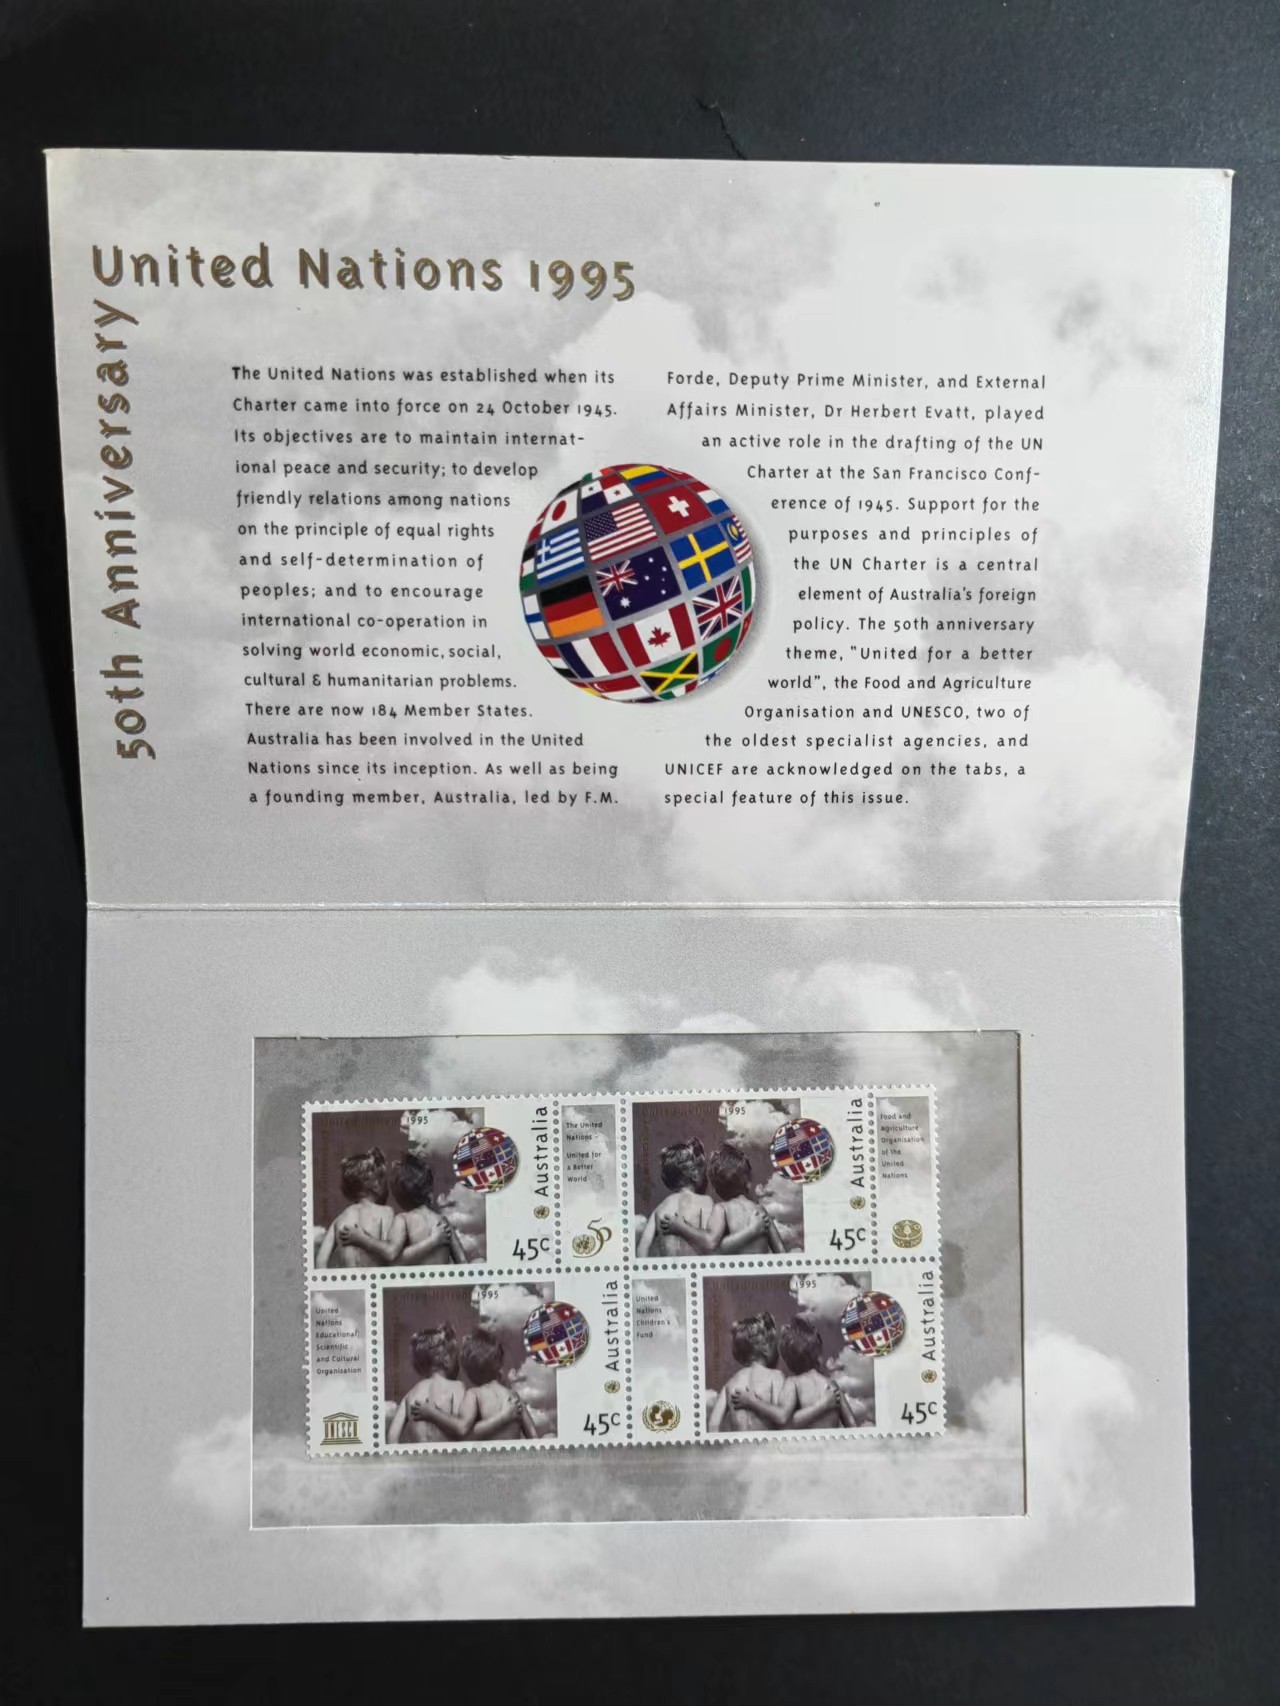 United Nations 1995
50th Anniversary
The United Nations was established when its
Charter came into force on 24 October 1945.
Its objectives are to maintain internat-
ional peace and security; to develop
friendly relations among nations
on the principle of equal rights
and self-determination of
peoples; and to encourage
international co-operation in
solving world economic, social,
cultural & humanitarian problems.
There are now 184 Member States.
Australia has been involved in the United
Nations since its inception. As well as being
a founding member, Australia, led by F.M.
Forde, Deputy Prime Minister, and External
Affairs Minister, Dr Herbert Evatt, played
an active role in the drafting of the UN
Charter at the San Francisco Conf-
erence of 1945. Support for the
purposes and principles of
the UN Charter is a central
element of Australia's foreign
policy. The 50th anniversary
theme, "United for a better
world", the Food and Agriculture
Organisation and UNESCO, two of
the oldest specialist agencies, and
UNICEF are acknowledged on the tabs, a
special feature of this issue.
United Nations 1995
Australia
45c
The United
Nations -
United for
a Better
World
50
United Nations 1995
Australia
45c
Food and
Agriculture
Organisation
of the
United
Nations
United
Nations
Educational,
Scientific
and Cultural
Organisation
UNESCO
United Nations 1995
Australia
45c
United
Nations
Children's
Fund
United Nations 1995
Australia
45c